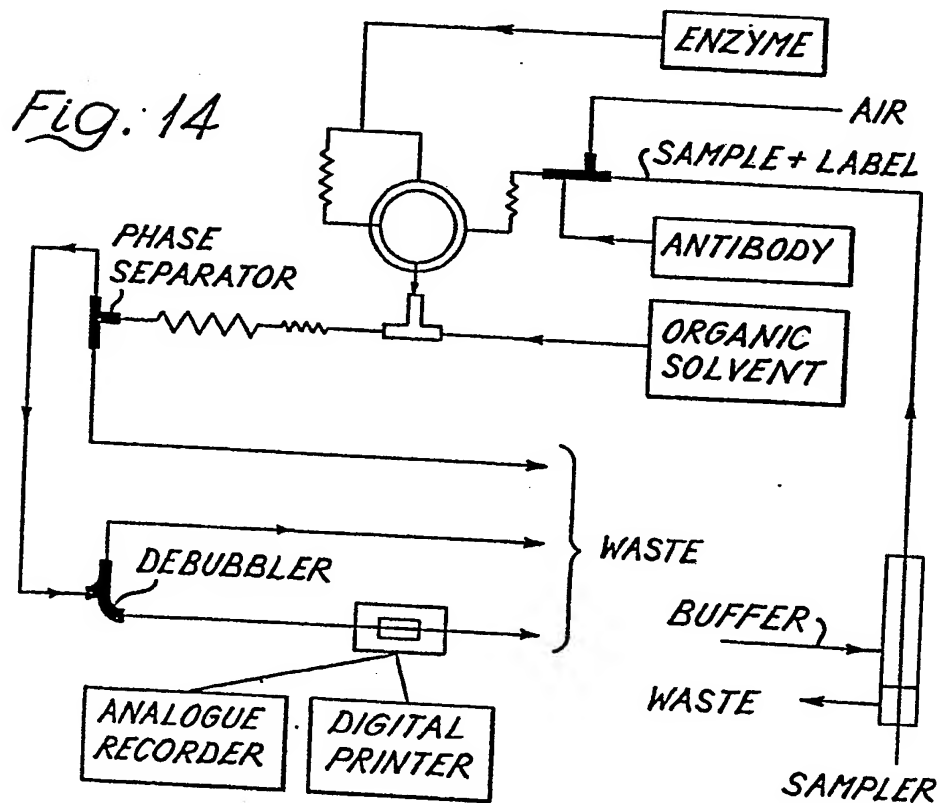 Fig. 14
ENZYME
AIR
SAMPLE + LABEL
ANTIBODY
PHASE
SEPARATOR
ORGANIC
SOLVENT
WASTE
DEBUBBLER
BUFFER
WASTE
ANALOGUE
RECORDER
DIGITAL
PRINTER
SAMPLER